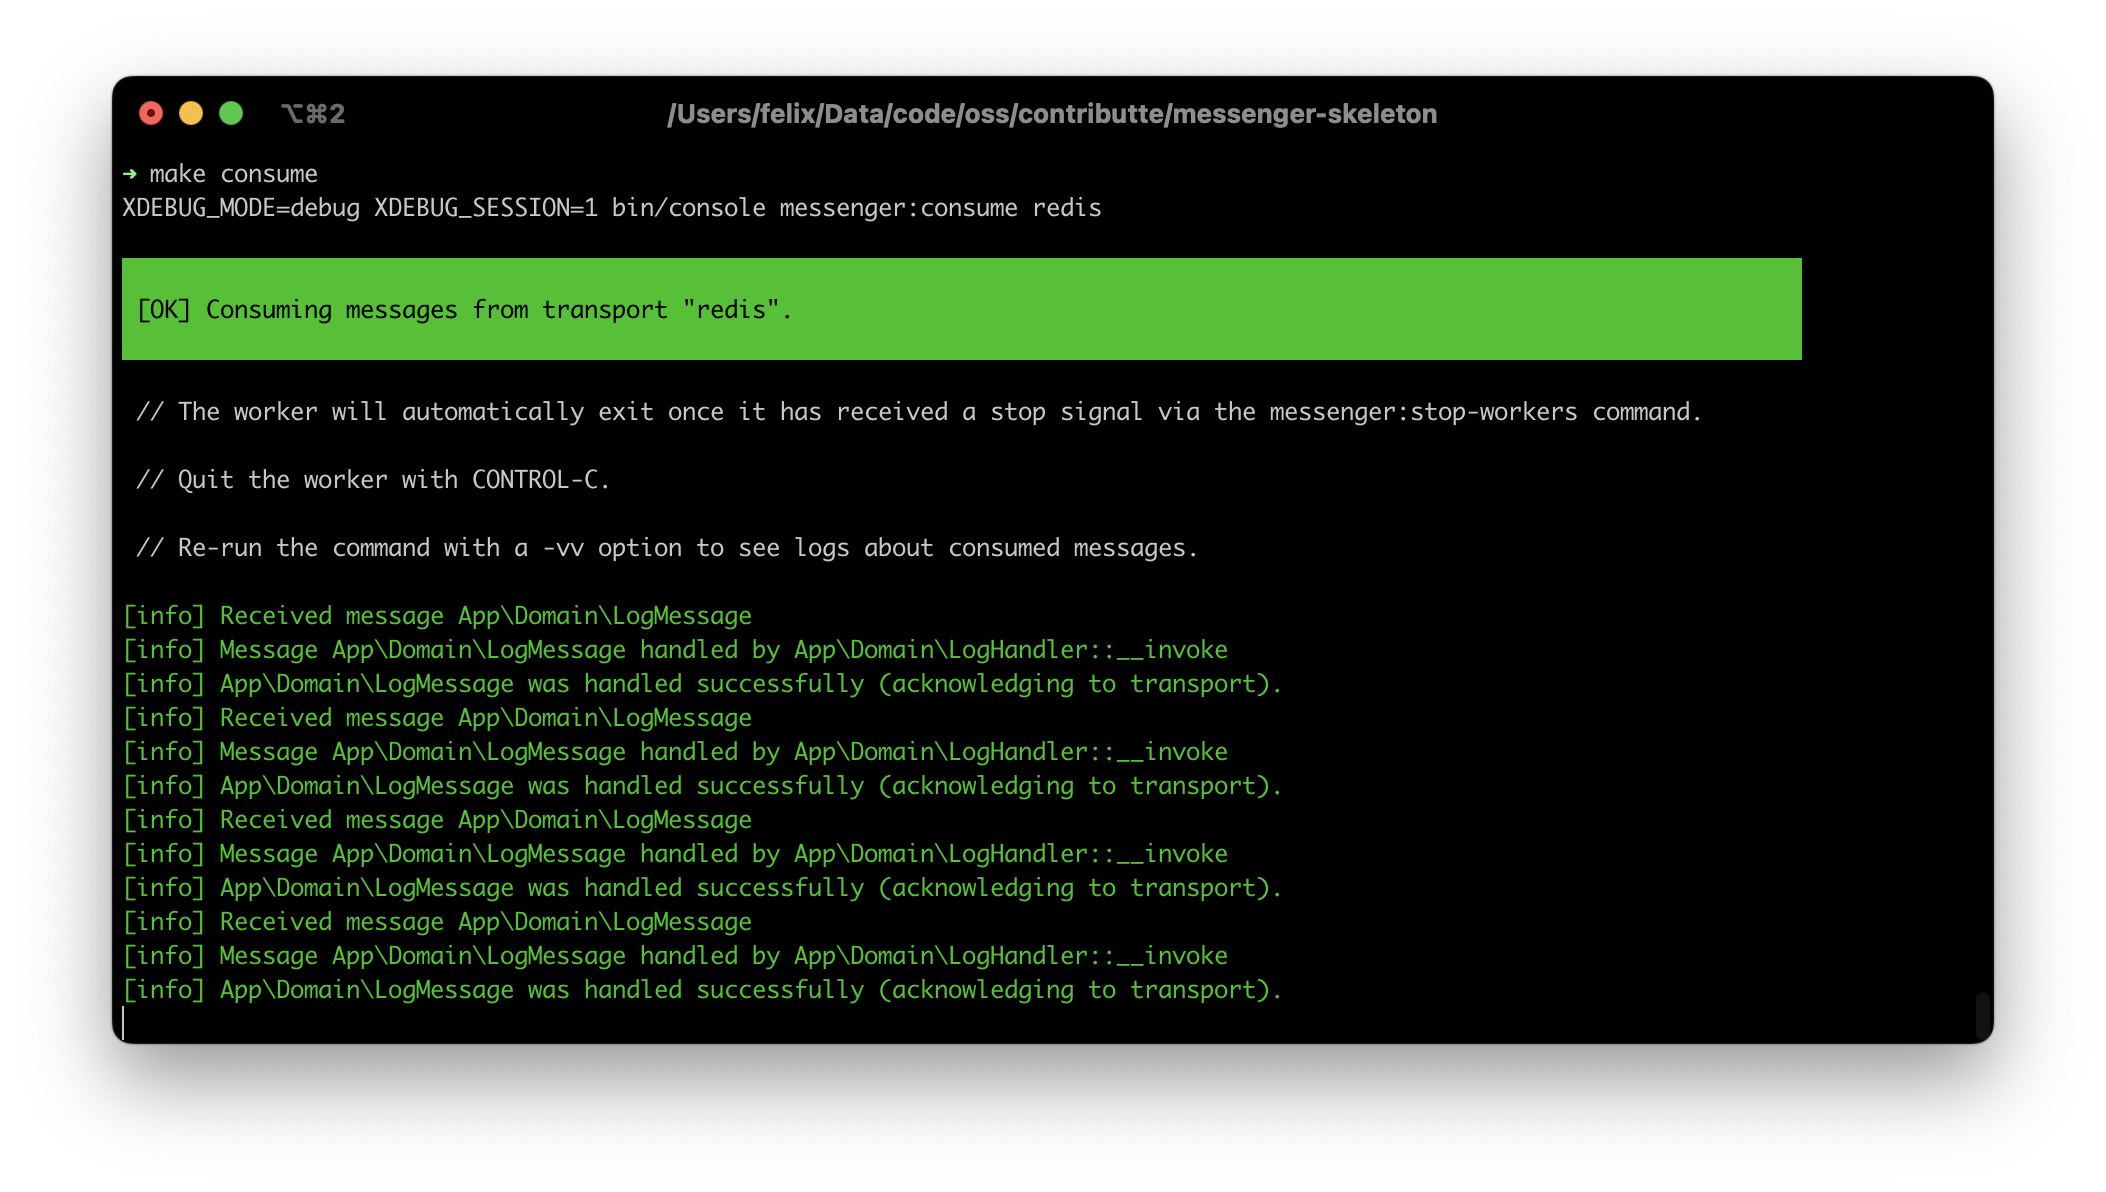 ⌥⌘2
/Users/felix/Data/code/oss/contributte/messenger-skeleton
➜ make consume
XDEBUG_MODE=debug XDEBUG_SESSION=1 bin/console messenger:consume redis
[OK] Consuming messages from transport "redis".
// The worker will automatically exit once it has received a stop signal via the messenger:stop-workers command.
// Quit the worker with CONTROL-C.
// Re-run the command with a -vv option to see logs about consumed messages.
[info] Received message App\Domain\LogMessage
[info] Message App\Domain\LogMessage handled by App\Domain\LogHandler::__invoke
[info] App\Domain\LogMessage was handled successfully (acknowledging to transport).
[info] Received message App\Domain\LogMessage
[info] Message App\Domain\LogMessage handled by App\Domain\LogHandler::__invoke
[info] App\Domain\LogMessage was handled successfully (acknowledging to transport).
[info] Received message App\Domain\LogMessage
[info] Message App\Domain\LogMessage handled by App\Domain\LogHandler::__invoke
[info] App\Domain\LogMessage was handled successfully (acknowledging to transport).
[info] Received message App\Domain\LogMessage
[info] Message App\Domain\LogMessage handled by App\Domain\LogHandler::__invoke
[info] App\Domain\LogMessage was handled successfully (acknowledging to transport).